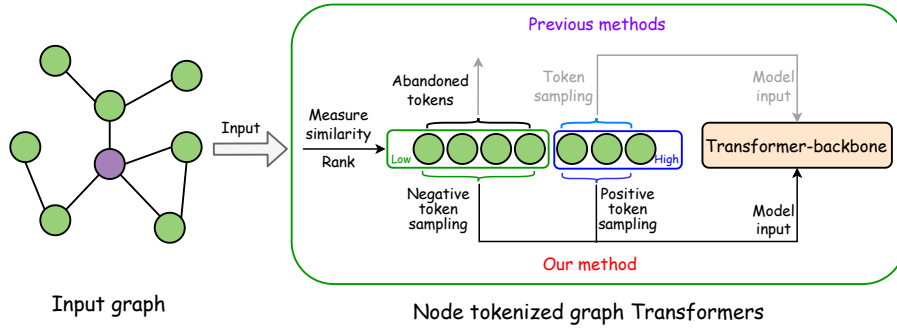 Previous methods
Abandoned
tokens
Token
sampling
Model
input
Input
Measure
similarity
Rank
Low
High
Transformer-backbone
Negative
token
sampling
Positive
token
sampling
Model
input
Our method
Input graph
Node tokenized graph Transformers